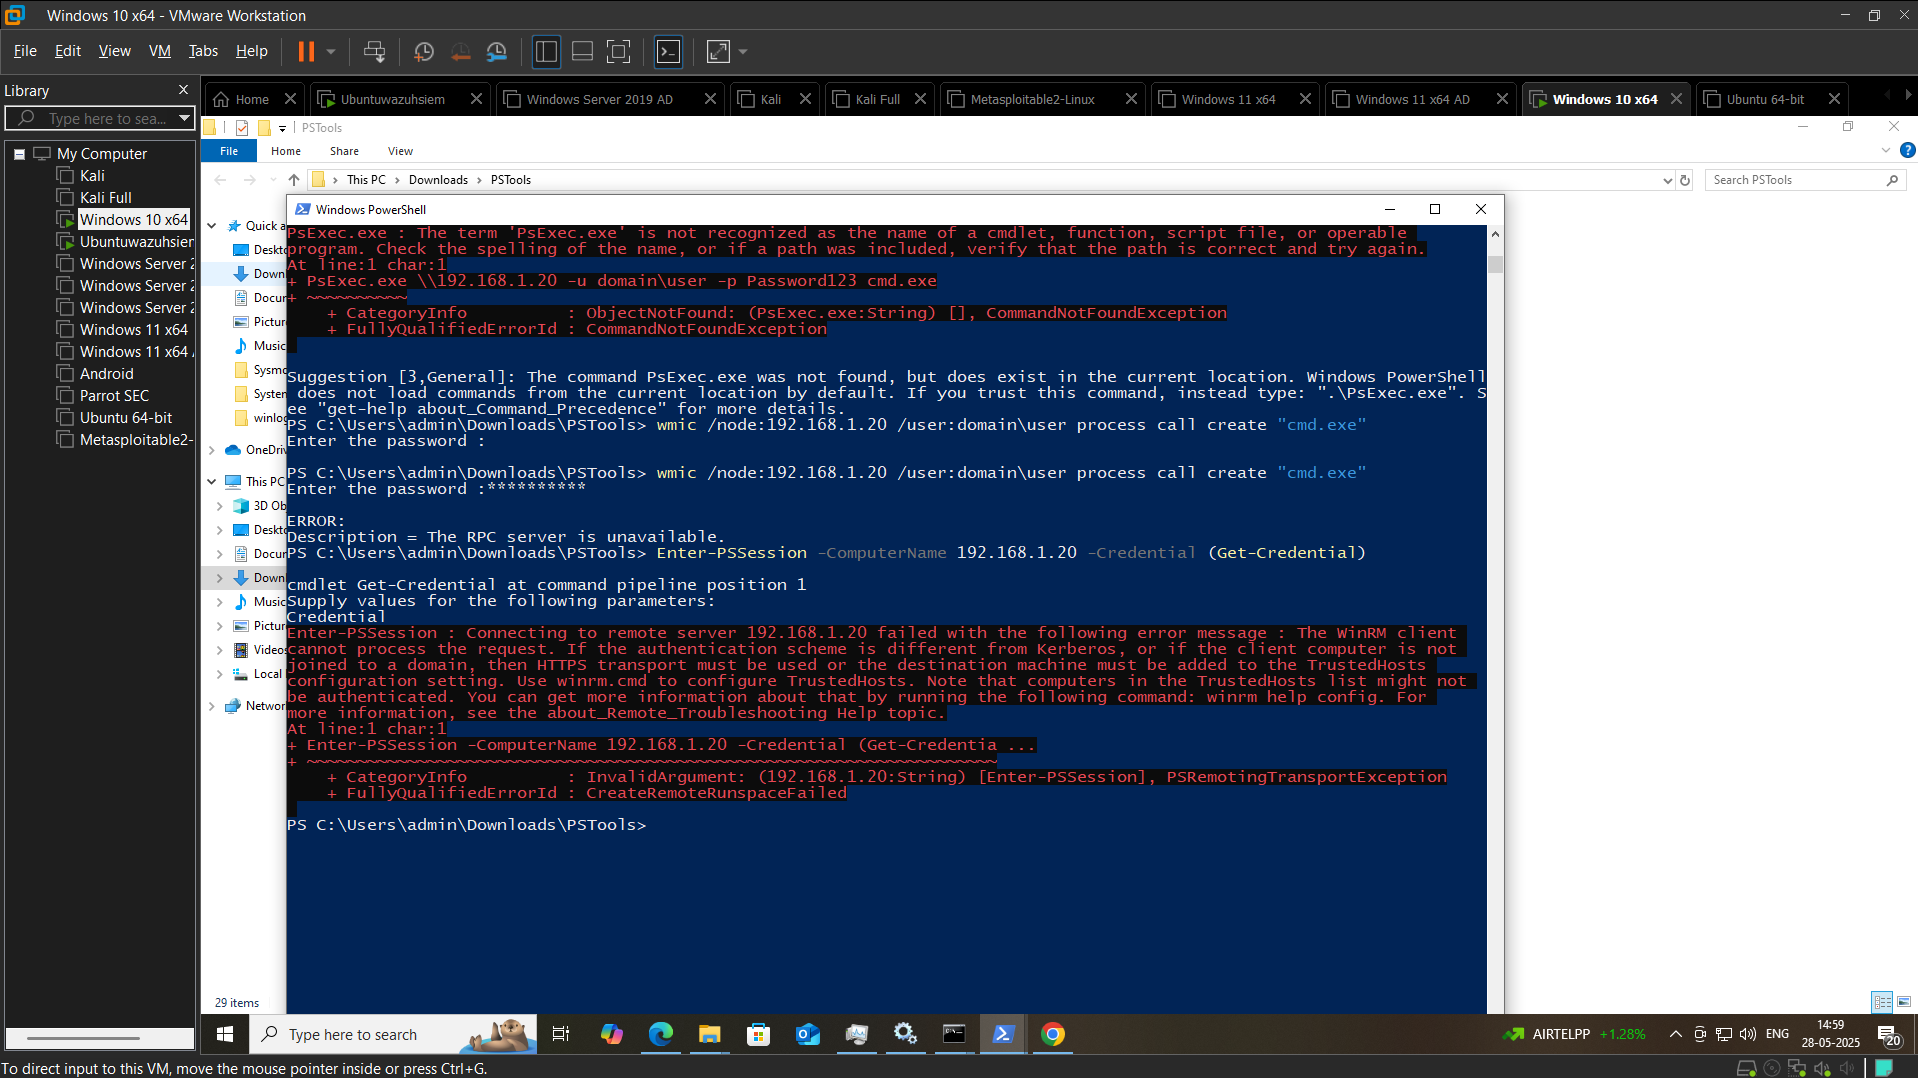 Windows 10 x64 - VMware Workstation
File Edit View VM Tabs Help
Library
Type here to sea...
My Computer
Kali
Kali Full
Windows 10 x64
Ubuntuwazuhsien
Windows Server 2
Windows Server 2
Windows Server 2
Windows 11 x64
Windows 11 x64
Android
Parrot SEC
Ubuntu 64-bit
Metasploitable2-
Home Ubuntuwazuhsiem Windows Server 2019 AD Kali Kali Full Metasploitable2-Linux Windows 11 x64 Windows 11 x64 AD Windows 10 x64 Ubuntu 64-bit
PSTools
File Home Share View
This PC > Downloads > PSTools
Search PSTools
Quick a
Deskto
Down
Docur
Pictur
Music
Sysmo
System
winlog
OneDriv
This PC
3D Ob
Deskto
Docur
Down
Music
Pictur
Videos
Local
Networ
29 items
Windows PowerShell
PsExec.exe : The term 'PsExec.exe' is not recognized as the name of a cmdlet, function, script file, or operable
program. Check the spelling of the name, or if a path was included, verify that the path is correct and try again.
At line:1 char:1
+ PsExec.exe \\192.168.1.20 -u domain\user -p Password123 cmd.exe
+ ~~~~~~~~~~
+ CategoryInfo : ObjectNotFound: (PsExec.exe:String) [], CommandNotFoundException
+ FullyQualifiedErrorId : CommandNotFoundException
Suggestion [3,General]: The command PsExec.exe was not found, but does exist in the current location. Windows PowerShell
does not load commands from the current location by default. If you trust this command, instead type: ".\PsExec.exe". S
ee "get-help about_Command_Precedence" for more details.
PS C:\Users\admin\Downloads\PSTools> wmic /node:192.168.1.20 /user:domain\user process call create "cmd.exe"
Enter the password :
PS C:\Users\admin\Downloads\PSTools> wmic /node:192.168.1.20 /user:domain\user process call create "cmd.exe"
Enter the password :**********
ERROR:
Description = The RPC server is unavailable.
PS C:\Users\admin\Downloads\PSTools> Enter-PSSession -ComputerName 192.168.1.20 -Credential (Get-Credential)
cmdlet Get-Credential at command pipeline position 1
Supply values for the following parameters:
Credential
Enter-PSSession : Connecting to remote server 192.168.1.20 failed with the following error message : The WinRM client
cannot process the request. If the authentication scheme is different from Kerberos, or if the client computer is not
joined to a domain, then HTTPS transport must be used or the destination machine must be added to the TrustedHosts
configuration setting. Use winrm.cmd to configure TrustedHosts. Note that computers in the TrustedHosts list might not
be authenticated. You can get more information about that by running the following command: winrm help config. For
more information, see the about_Remote_Troubleshooting Help topic.
At line:1 char:1
+ Enter-PSSession -ComputerName 192.168.1.20 -Credential (Get-Credentia ...
+ ~~~~~~~~~~~~~~~~~~~~~~~~~~~~~~~~~~~~~~~~~~~~~~~~~~~~~~~~~~~~~~~~~~~~~
+ CategoryInfo : InvalidArgument: (192.168.1.20:String) [Enter-PSSession], PSRemotingTransportException
+ FullyQualifiedErrorId : CreateRemoteRunspaceFailed
PS C:\Users\admin\Downloads\PSTools>
Type here to search
AIRTELPP +1.28%
ENG
14:59
28-05-2025
20
To direct input to this VM, move the mouse pointer inside or press Ctrl+G.